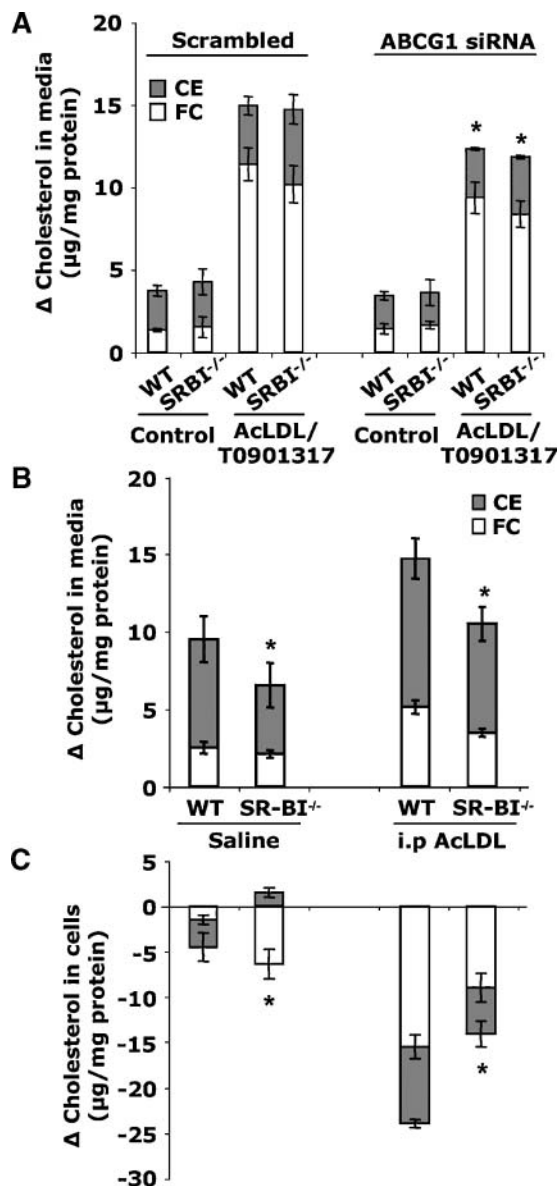 A
Scrambled
ABCG1 siRNA
CE
FC
Δ Cholesterol in media
(μg/mg protein)
20
15
10
5
0
* *
WT SRBI-/- WT SRBI-/- WT SRBI-/- WT SRBI-/-
Control AcLDL/ Control AcLDL/
T0901317 T0901317
B
Δ Cholesterol in media
(μg/mg protein)
20
15
10
5
0
CE
FC
* *
WT SR-BI-/- WT SR-BI-/-
Saline i.p AcLDL
C
Δ Cholesterol in cells
(μg/mg protein)
5
0
-5
-10
-15
-20
-25
-30
* *